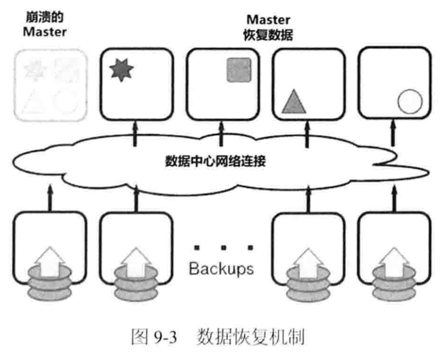 崩溃的
Master
Master
恢复数据
数据中心网络连接
Backups
图 9-3 数据恢复机制